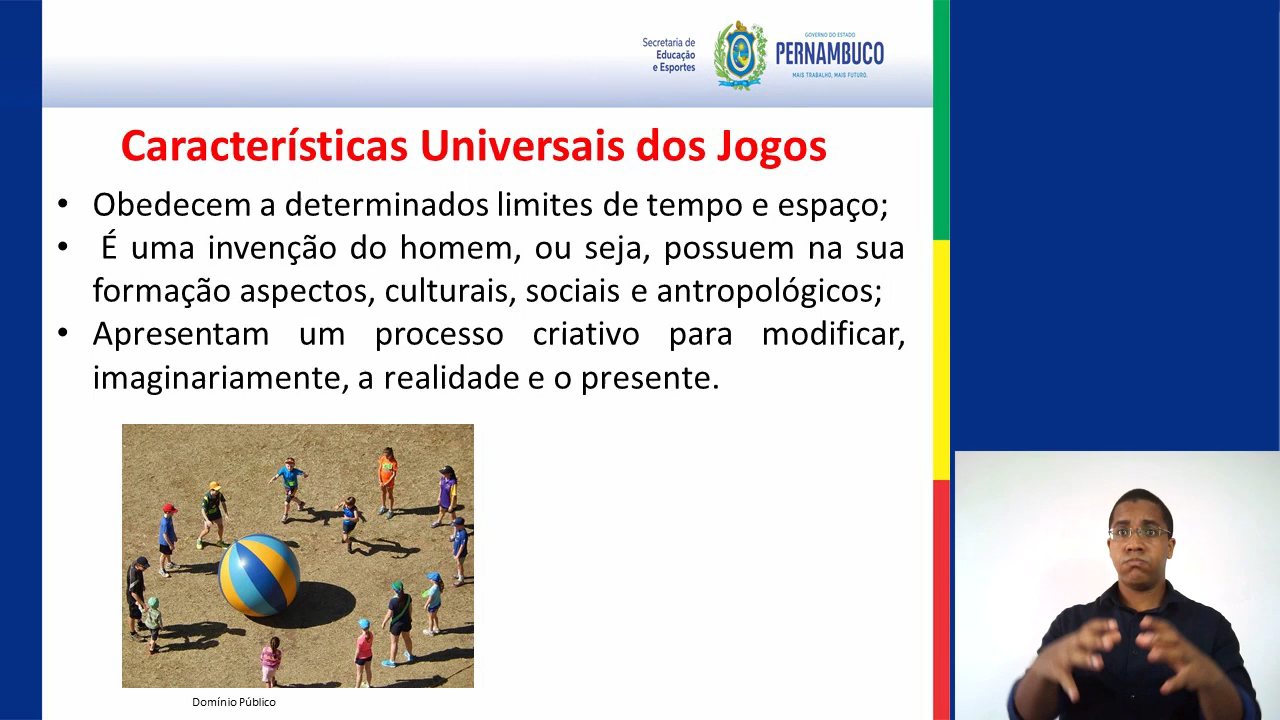 Secretaria de
Educação
e Esportes
GOVERNO DO ESTADO
PERNAMBUCO
MAIS TRABALHO, MAIS FUTURO.
Características Universais dos Jogos
• Obedecem a determinados limites de tempo e espaço;
• É uma invenção do homem, ou seja, possuem na sua
formação aspectos, culturais, sociais e antropológicos;
• Apresentam um processo criativo para modificar,
imaginariamente, a realidade e o presente.
Domínio Público